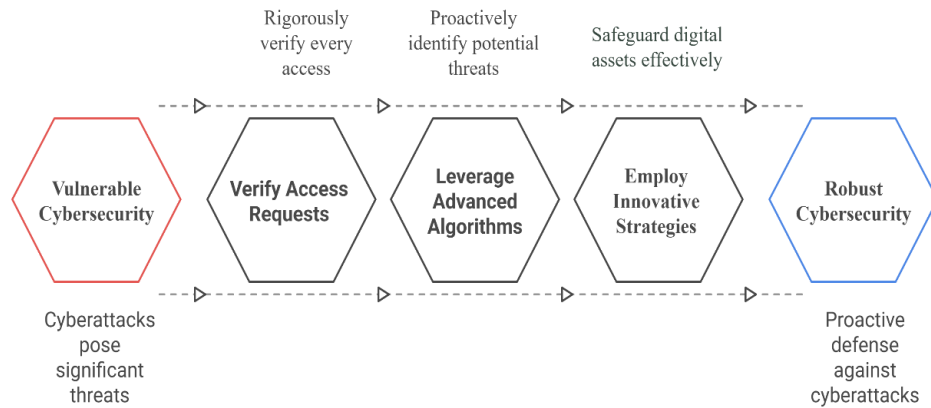 Rigorously
verify every
access
Proactively
identify potential
threats
Safeguard digital
assets effectively
Vulnerable
Cybersecurity
Verify Access
Requests
Leverage
Advanced
Algorithms
Employ
Innovative
Strategies
Robust
Cybersecurity
Cyberattacks
pose
significant
threats
Proactive
defense
against
cyberattacks